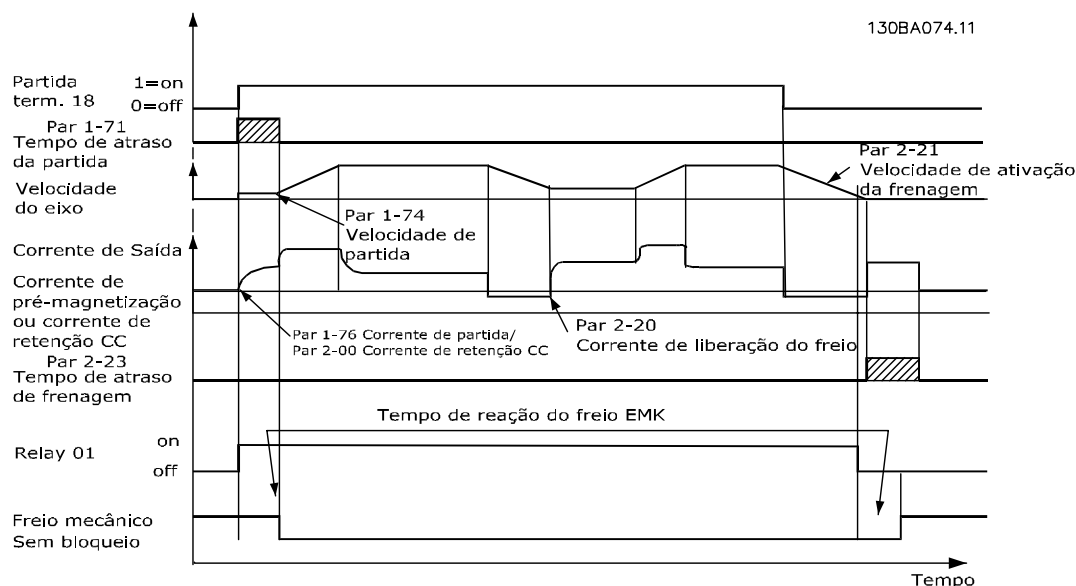 130BA074.11
Partida
term. 18
1=on
0=off
Par 1-71
Tempo de atraso
da partida
Par 2-21
Velocidade de ativação
da frenagem
Velocidade
do eixo
Par 1-74
Velocidade de
partida
Corrente de Saída
Corrente de
pré-magnetização
ou corrente de
retenção CC
Par 1-76 Corrente de partida/
Par 2-00 Corrente de retenção CC
Par 2-20
Corrente de liberação do freio
Par 2-23
Tempo de atraso
de frenagem
Tempo de reação do freio EMK
Relay 01
on
off
Freio mecânico
Sem bloqueio
Tempo